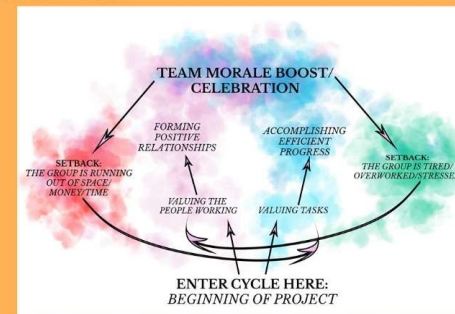 TEAM MORALE BOOST/
CELEBRATION
FORMING
POSITIVE
RELATIONSHIPS
ACCOMPLISHING
EFFICIENT
PROGRESS
SETBACK:
THE GROUP IS RUNNING
OUT OF SPACE/
MONEY/TIME
SETBACK:
THE GROUP IS TIRED/
OVERWORKED/STRESSE
VALUING THE
PEOPLE WORKING
VALUING TASKS
ENTER CYCLE HERE:
BEGINNING OF PROJECT